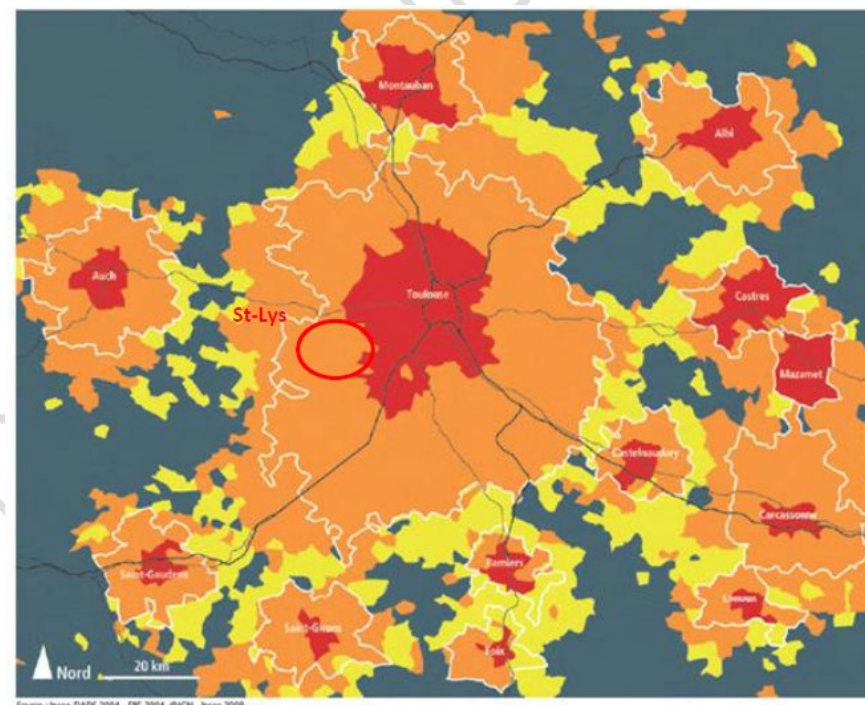 Montauban
Albi
Auch
Toulouse
Castres
St-Lys
Mazamet
Castelnaudary
Carcassonne
Saint-Gaudens
Pamiers
Limoux
Saint-Girons
Foix
Nord
20 km